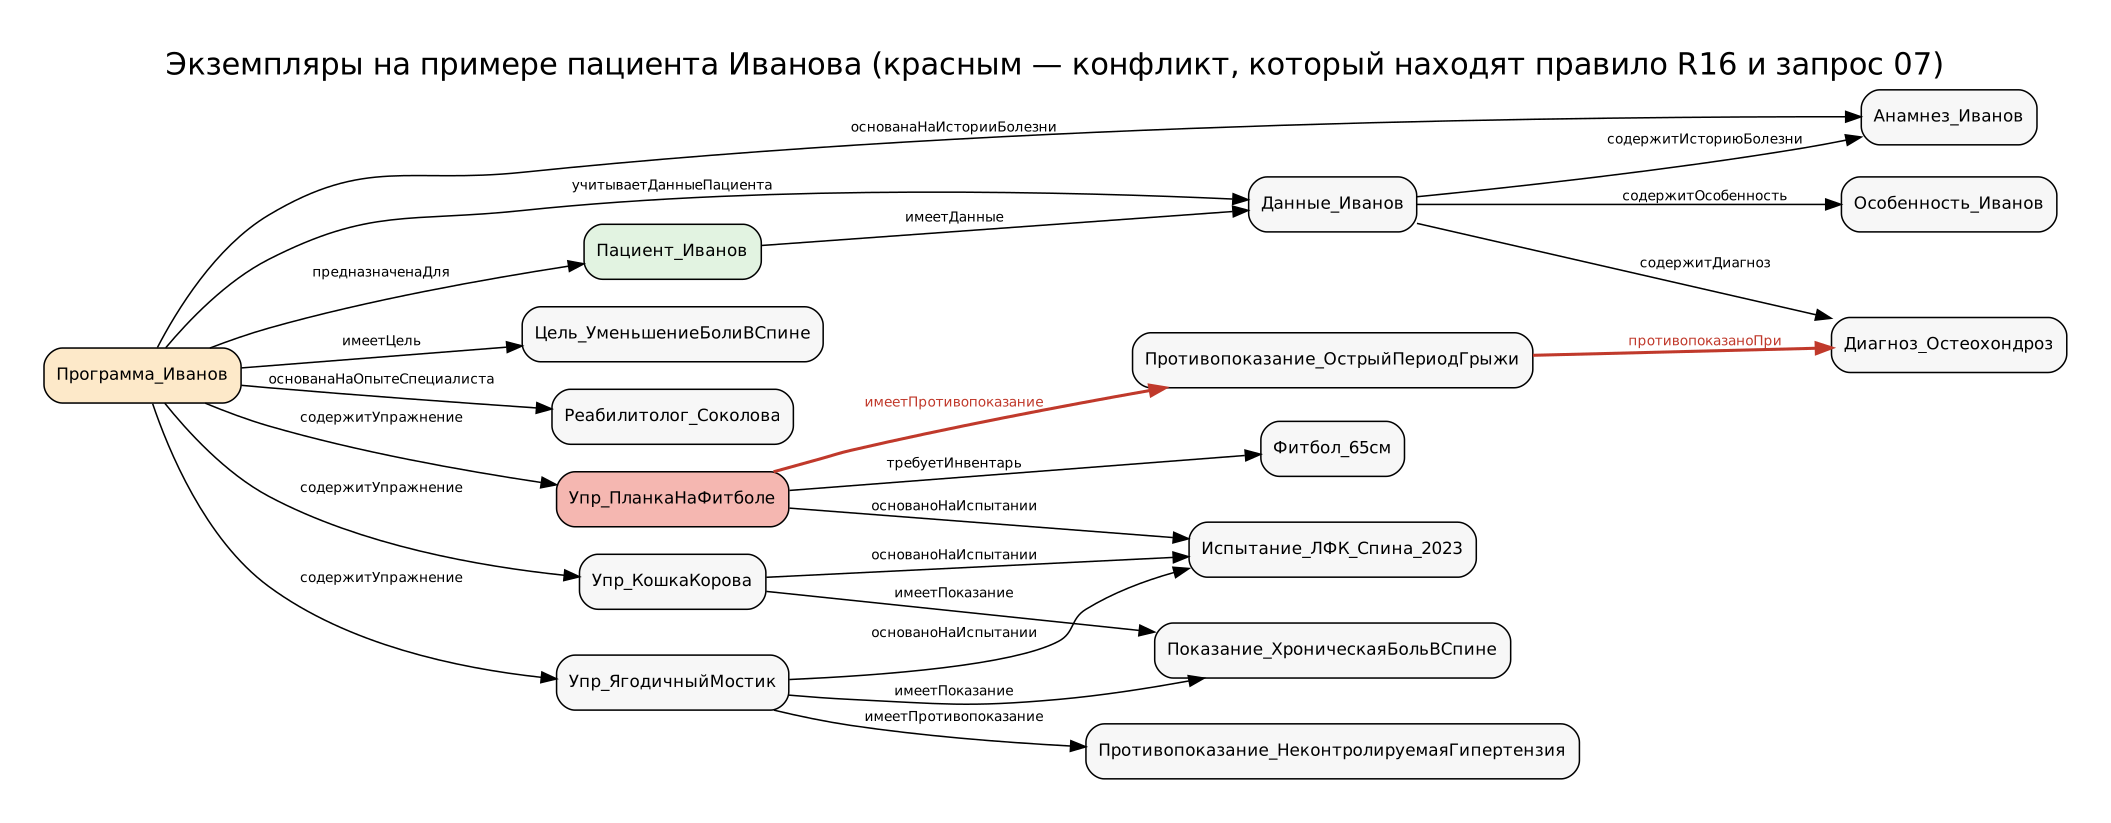 Экземпляры на примере пациента Иванова (красным — конфликт, который находят правило R16 и запрос 07)
Анамнез_Иванов
основанаНаИсторииБолезни
содержитИсториюБолезни
учитываетДанныеПациента
содержитОсобенность
Данные_Иванов
Особенность_Иванов
имеетДанные
Пациент_Иванов
содержитДиагноз
предназначенаДля
Цель_УменьшениеБолиВСпине
имеетЦель
противопоказаноПри
Диагноз_Остеохондроз
Противопоказание_ОстрыйПериодГрыжи
Программа_Иванов
основанаНаОпытеСпециалиста
имеетПротивопоказание
Реабилитолог_Соколова
содержитУпражнение
Фитбол_65см
требуетИнвентарь
содержитУпражнение
Упр_ПланкаНаФитболе
основаноНаИспытании
Испытание_ЛФК_Спина_2023
основаноНаИспытании
содержитУпражнение
Упр_КошкаКорова
имеетПоказание
основаноНаИспытании
Показание_ХроническаяБольВСпине
Упр_ЯгодичныйМостик
имеетПоказание
имеетПротивопоказание
Противопоказание_НеконтролируемаяГипертензия